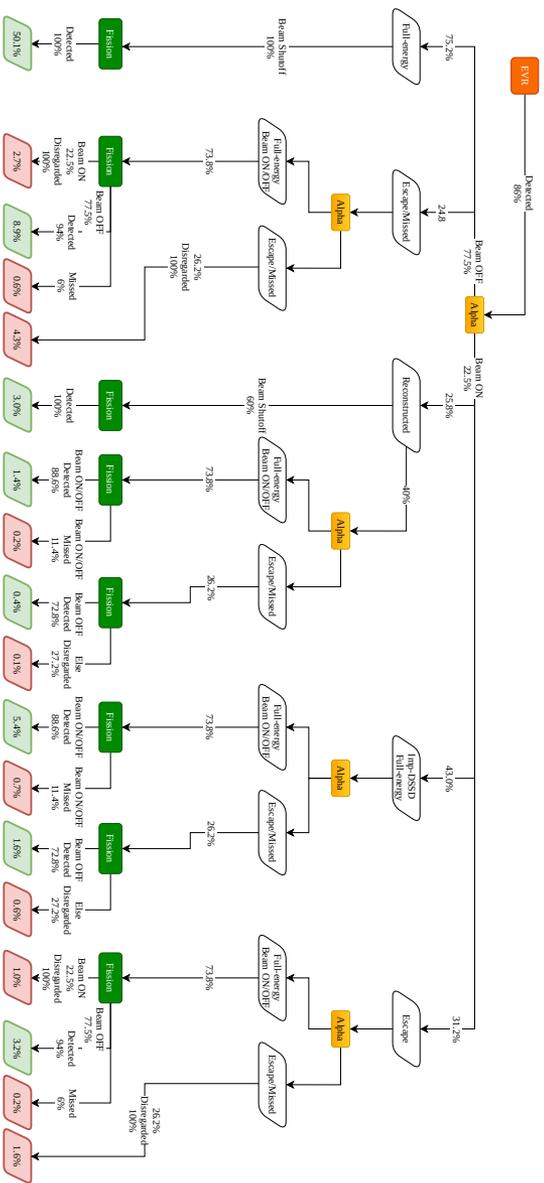 EVR
Detected
86%
Alpha
Beam OFF
77.5%
Beam ON
22.5%
75.2%
24.8
25.8%
43.0%
31.2%
Full-energy
Escape/Missed
Reconstructed
Imp-DSSD
Full-energy
Escape
40%
Alpha
Alpha
Alpha
Alpha
Full-energy
Beam ON/OFF
Escape/Missed
Full-energy
Beam ON/OFF
Escape/Missed
Full-energy
Beam ON/OFF
Escape/Missed
Full-energy
Beam ON/OFF
Escape/Missed
Beam Shutoff
100%
73.8%
26.2%
Disregarded
100%
Beam Shutoff
60%
73.8%
26.2%
73.8%
26.2%
73.8%
26.2%
Disregarded
100%
Fission
Fission
Fission
Fission
Fission
Fission
Fission
Fission
Detected
100%
Beam ON
22.5%
Disregarded
100%
Beam OFF
77.5%
Detected
94%
Missed
6%
Detected
100%
Beam ON/OFF
88.6%
Detected
Beam ON/OFF
11.4%
Missed
Beam OFF
72.8%
Detected
Else
27.2%
Disregarded
Beam ON/OFF
88.6%
Detected
Beam ON/OFF
11.4%
Missed
Beam OFF
72.8%
Detected
Else
27.2%
Disregarded
Beam ON
22.5%
Disregarded
100%
Beam OFF
77.5%
Detected
94%
Missed
6%
50.1%
2.7%
8.9%
0.6%
4.3%
3.0%
1.4%
0.2%
0.4%
0.1%
5.4%
0.7%
1.6%
0.6%
1.0%
3.2%
0.2%
1.6%